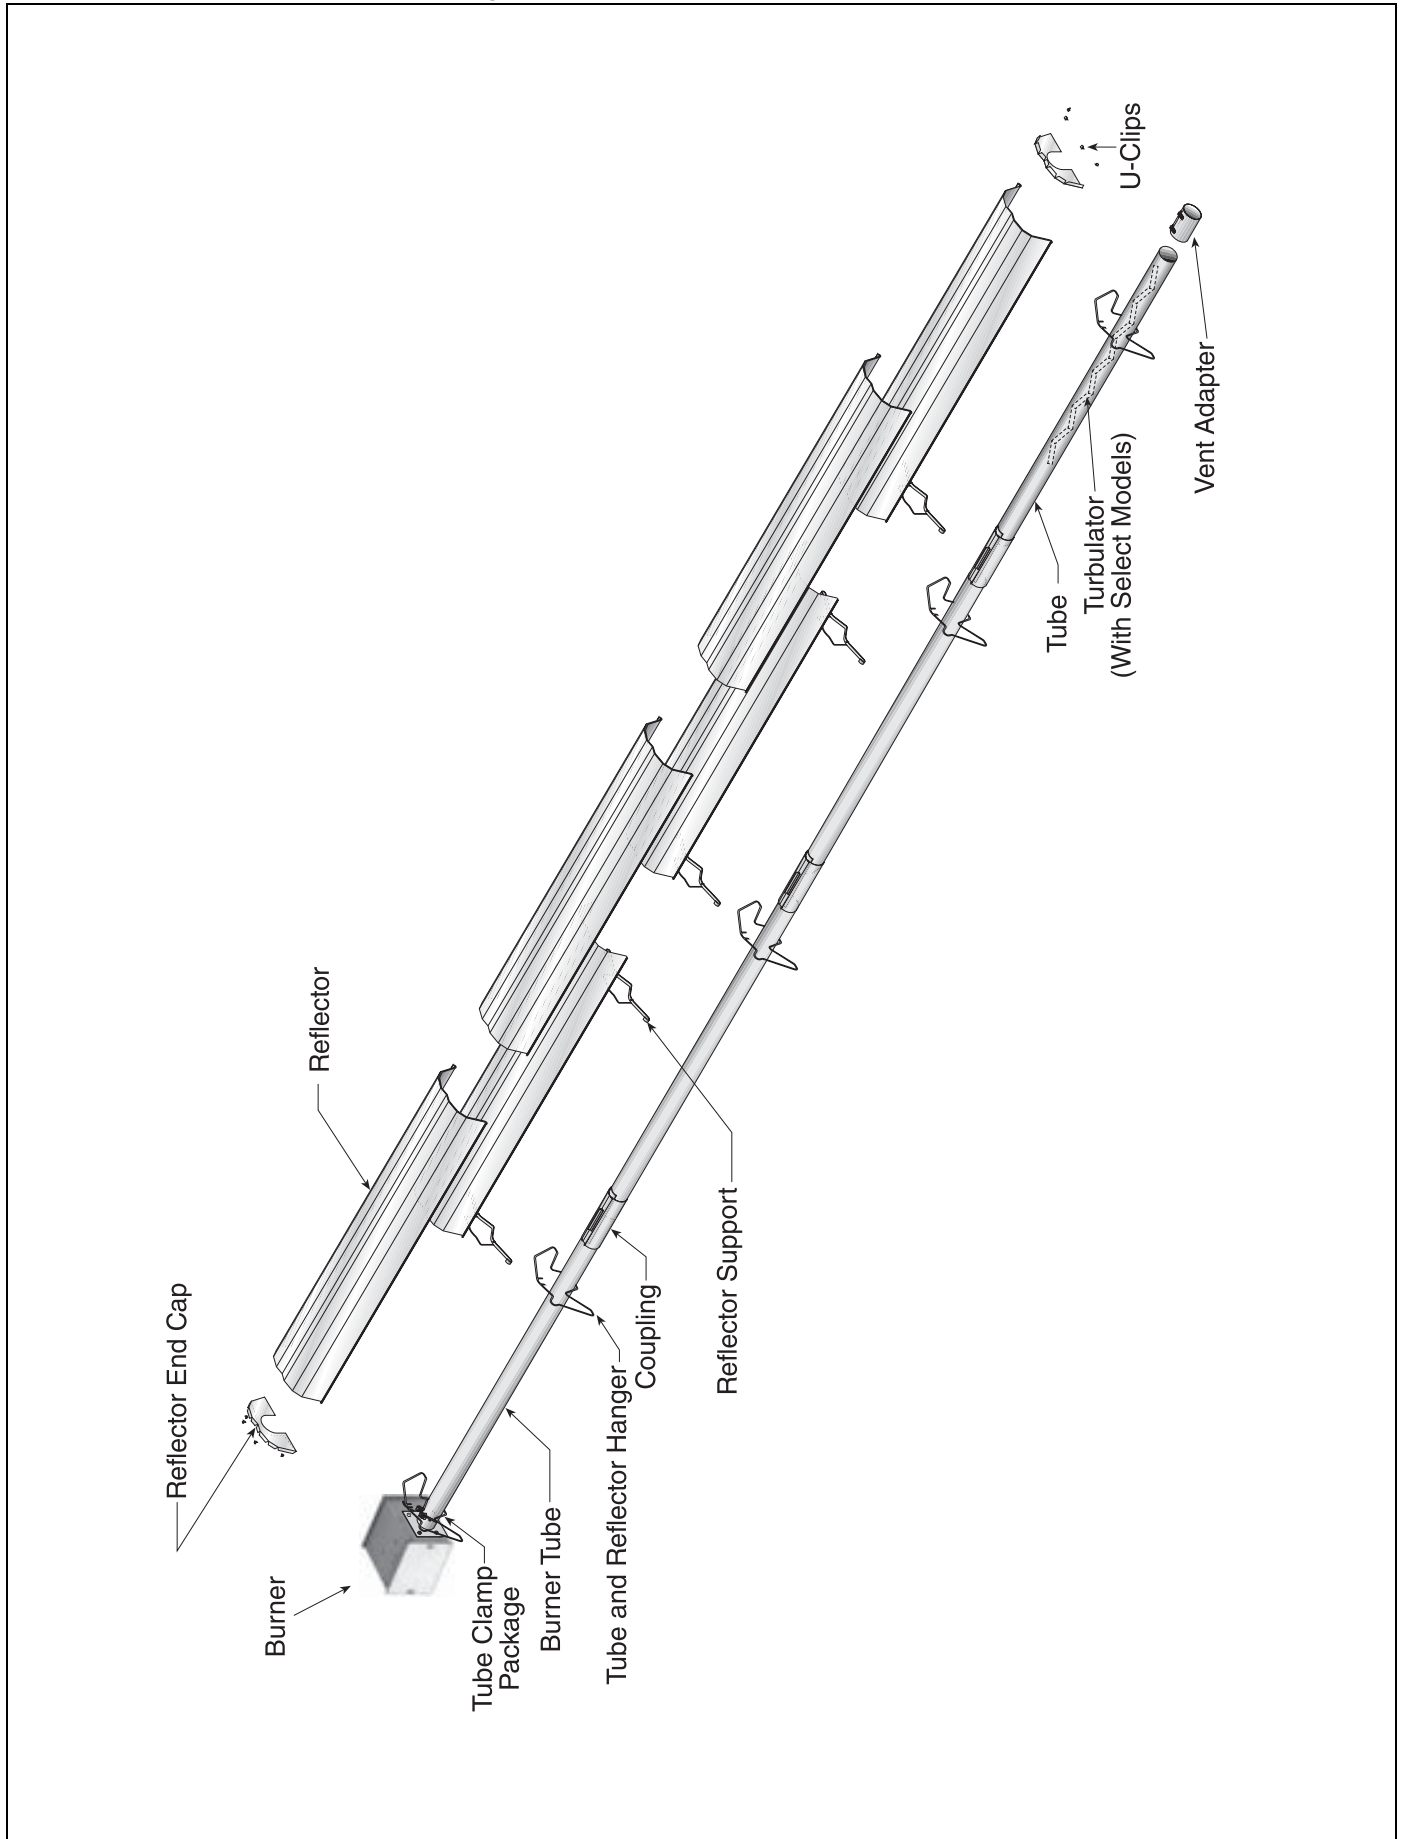 Reflector End Cap
Burner
Reflector
Tube Clamp
Package
Burner Tube
Tube and Reflector Hanger
Coupling
Reflector Support
Tube
Turbulator
(With Select Models)
Vent Adapter
U-Clips